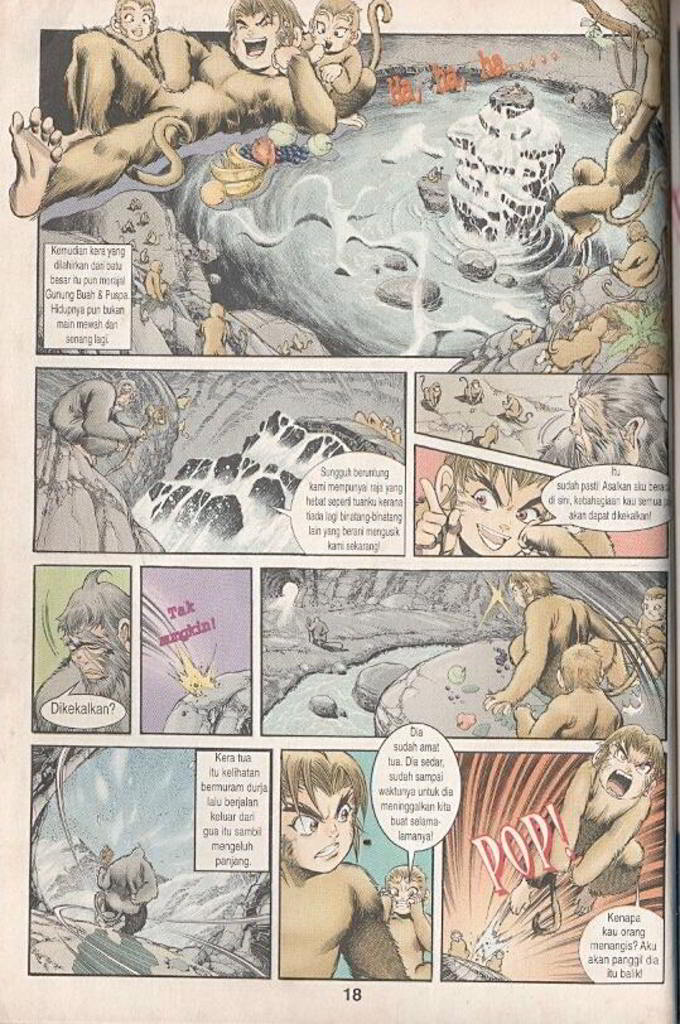 Ha, ha, ha.....
Kemudian kera yang
dilahirkan dari batu
besar itu pun menjadi
Gunung Buah & Puspa.
Hidupnya pun bukan
main mewah dan
senang lagi.
Sungguh beruntung
kami mempunyai raja yang
hebat seperti tuanku kerana
tiada lagi binatang-binatang
lain yang berani mengusik
kami sekarang!
Itu
sudah pasti! Asalkan aku berada
di sini, kebahagiaan kau semua pun
akan dapat dikekalkan!
Dikekalkan?
Tak
mungkin!
Kera tua
itu kelihatan
bermuram durja
lalu berjalan
keluar dari
gua itu sambil
mengeluh
panjang.
Dia
sudah amat
tua. Dia sedar,
sudah sampai
waktunya untuk dia
meninggalkan kita
buat selama-
lamanya!
POP!
Kenapa
kau orang
menangis? Aku
akan panggil dia
itu balik!
18